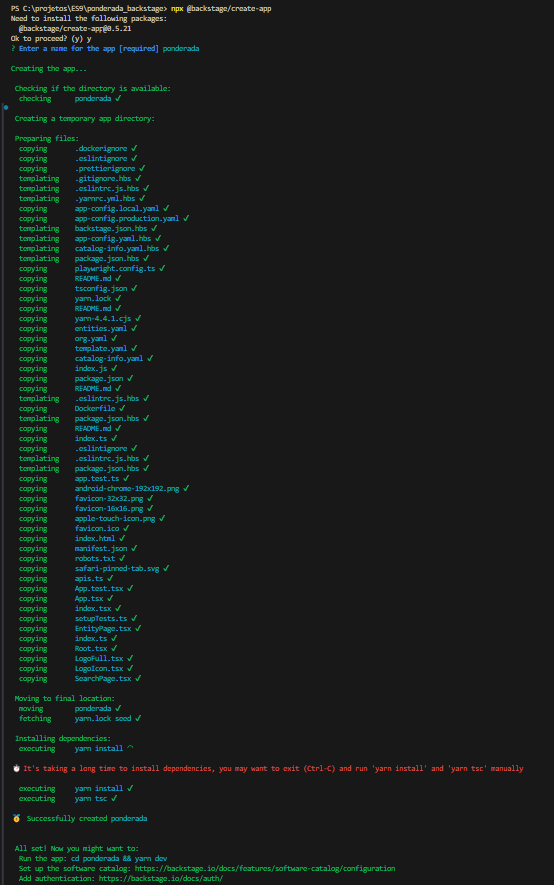 PS C:\projetos\ES9\ponderada_backstage> npx @backstage/create-app
Need to install the following packages:
@backstage/create-app@0.5.21
Ok to proceed? (y) y
? Enter a name for the app [required] ponderada
Creating the app...
Checking if the directory is available:
checking ponderada ✓
Creating a temporary app directory:
Preparing files:
copying .dockerignore ✓
copying .eslintignore ✓
copying .prettierignore ✓
templating .gitignore.hbs ✓
templating .eslintrc.js.hbs ✓
templating .yarnrc.yml.hbs ✓
copying app-config.local.yaml ✓
copying app-config.production.yaml ✓
templating backstage.json.hbs ✓
templating app-config.yaml.hbs ✓
templating catalog-info.yaml.hbs ✓
templating package.json.hbs ✓
copying playwright.config.ts ✓
copying README.md ✓
copying tsconfig.json ✓
copying yarn.lock ✓
copying README.md ✓
copying yarn-4.4.1.cjs ✓
copying entities.yaml ✓
copying org.yaml ✓
copying template.yaml ✓
copying catalog-info.yaml ✓
copying index.js ✓
copying package.json ✓
copying README.md ✓
templating .eslintrc.js.hbs ✓
copying Dockerfile ✓
templating package.json.hbs ✓
copying README.md ✓
copying index.ts ✓
copying .eslintignore ✓
templating .eslintrc.js.hbs ✓
templating package.json.hbs ✓
copying app.test.ts ✓
copying android-chrome-192x192.png ✓
copying favicon-32x32.png ✓
copying favicon-16x16.png ✓
copying apple-touch-icon.png ✓
copying favicon.ico ✓
copying index.html ✓
copying manifest.json ✓
copying robots.txt ✓
copying safari-pinned-tab.svg ✓
copying apis.ts ✓
copying App.test.tsx ✓
copying App.tsx ✓
copying index.tsx ✓
copying setupTests.ts ✓
copying EntityPage.tsx ✓
copying index.ts ✓
copying Root.tsx ✓
copying LogoFull.tsx ✓
copying LogoIcon.tsx ✓
copying SearchPage.tsx ✓
Moving to final location:
moving ponderada ✓
fetching yarn.lock seed ✓
Installing dependencies:
executing yarn install
It's taking a long time to install dependencies, you may want to exit (Ctrl-C) and run 'yarn install' and 'yarn tsc' manually
executing yarn install ✓
executing yarn tsc ✓
🥇 Successfully created ponderada
All set! Now you might want to:
Run the app: cd ponderada && yarn dev
Set up the software catalog: https://backstage.io/docs/features/software-catalog/configuration
Add authentication: https://backstage.io/docs/auth/